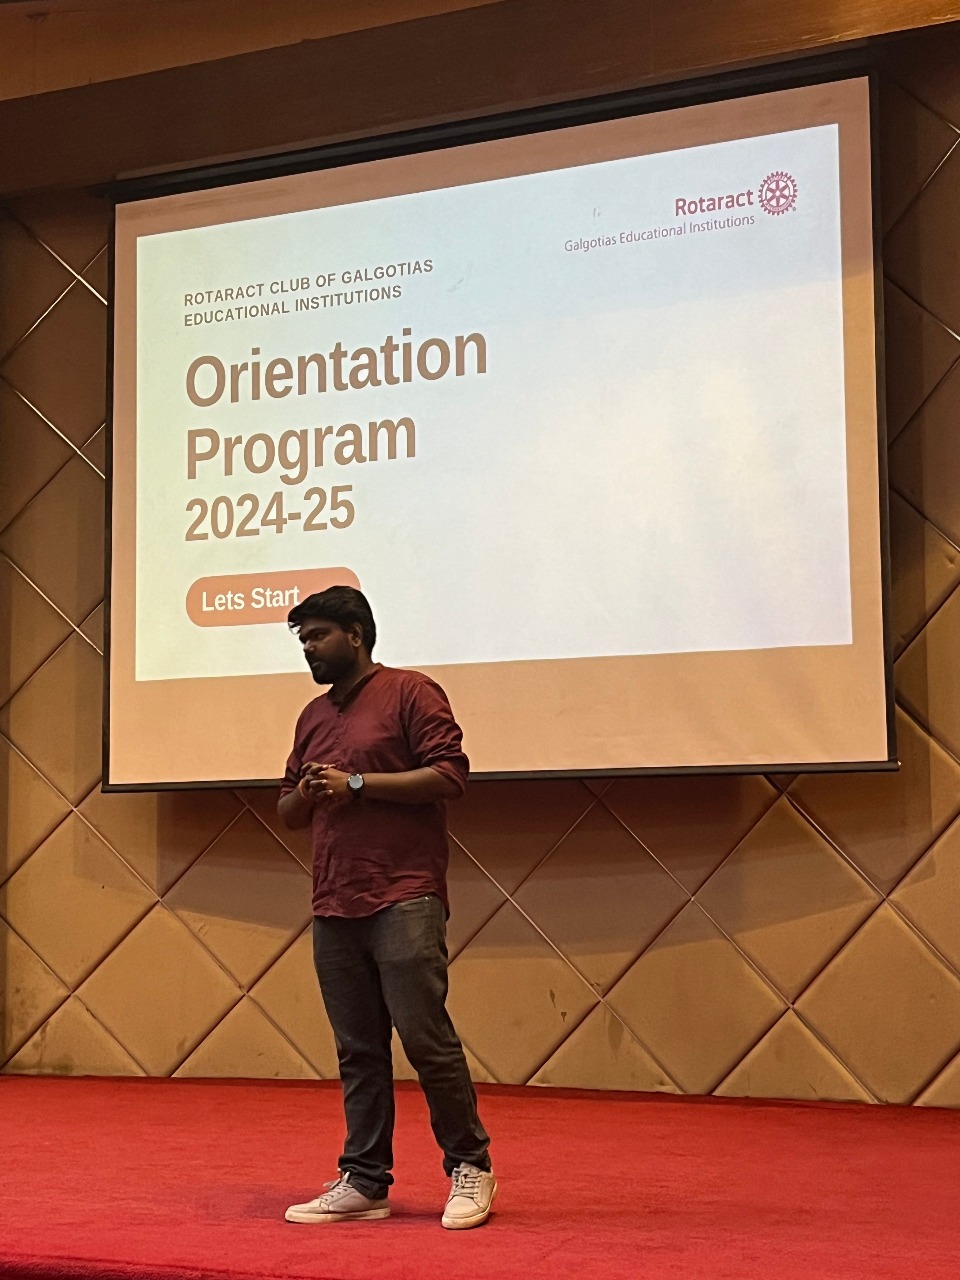 Rotaract
Galgotias Educational Institutions
ROTARACT CLUB OF GALGOTIAS
EDUCATIONAL INSTITUTIONS
Orientation
Program
2024-25
Lets Start